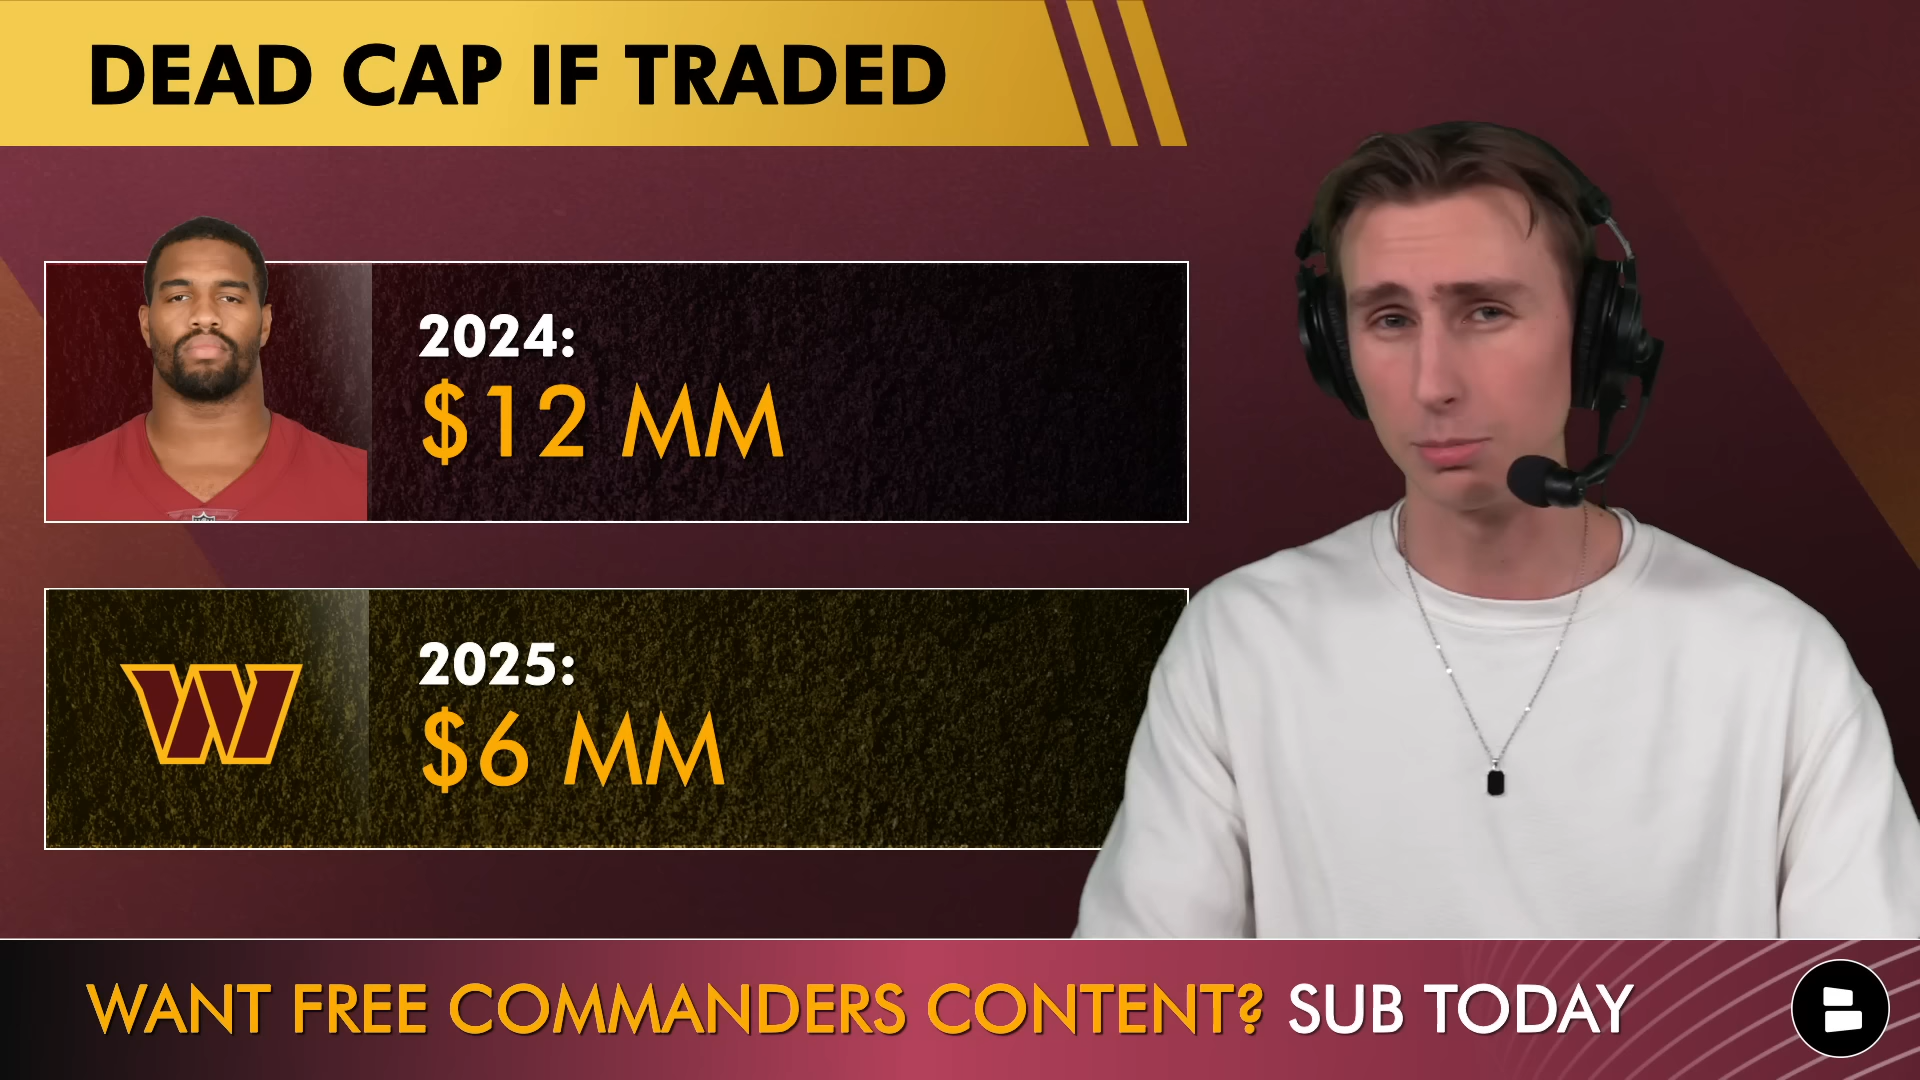 DEAD CAP IF TRADED
2024:
$12 MM
2025:
$6 MM
WANT FREE COMMANDERS CONTENT? SUB TODAY